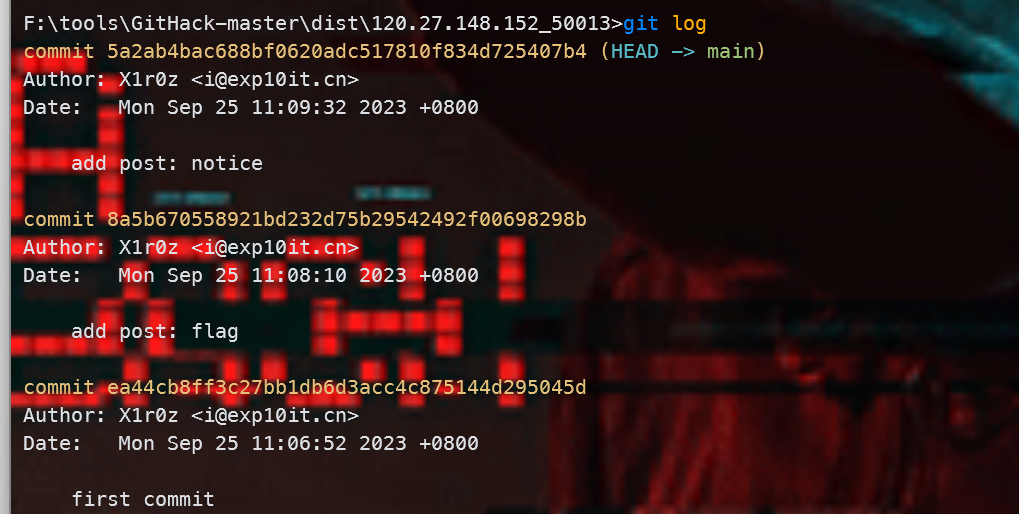 F:\tools\GitHack-master\dist\120.27.148.152_50013>git log
commit 5a2ab4bac688bf0620adc517810f834d725407b4 (HEAD -> main)
Author: X1r0z <i@exp10it.cn>
Date:   Mon Sep 25 11:09:32 2023 +0800
add post: notice
commit 8a5b670558921bd232d75b29542492f00698298b
Author: X1r0z <i@exp10it.cn>
Date:   Mon Sep 25 11:08:10 2023 +0800
add post: flag
commit ea44cb8ff3c27bb1db6d3acc4c875144d295045d
Author: X1r0z <i@exp10it.cn>
Date:   Mon Sep 25 11:06:52 2023 +0800
first commit